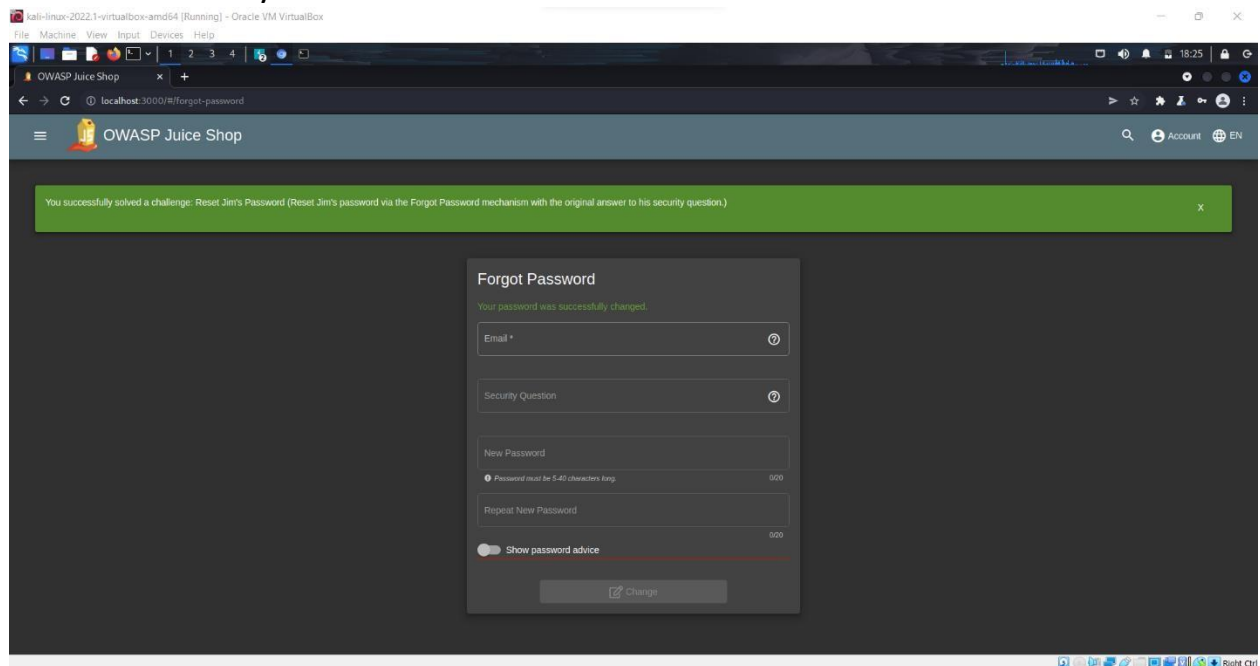 kali-linux-2022.1-virtualbox-amd64 [Running] - Oracle VM VirtualBox
File Machine View Input Devices Help
1 2 3 4 18:25
OWASP Juice Shop x +
localhost:3000/#/forgot-password
OWASP Juice Shop Account EN
You successfully solved a challenge: Reset Jim's Password (Reset Jim's password via the Forgot Password mechanism with the original answer to his security question.) X
Forgot Password
Your password was successfully changed.
Email *
Security Question
New Password
Password must be 5-40 characters long. 0/20
Repeat New Password
0/20
Show password advice
Change
Right Ctrl